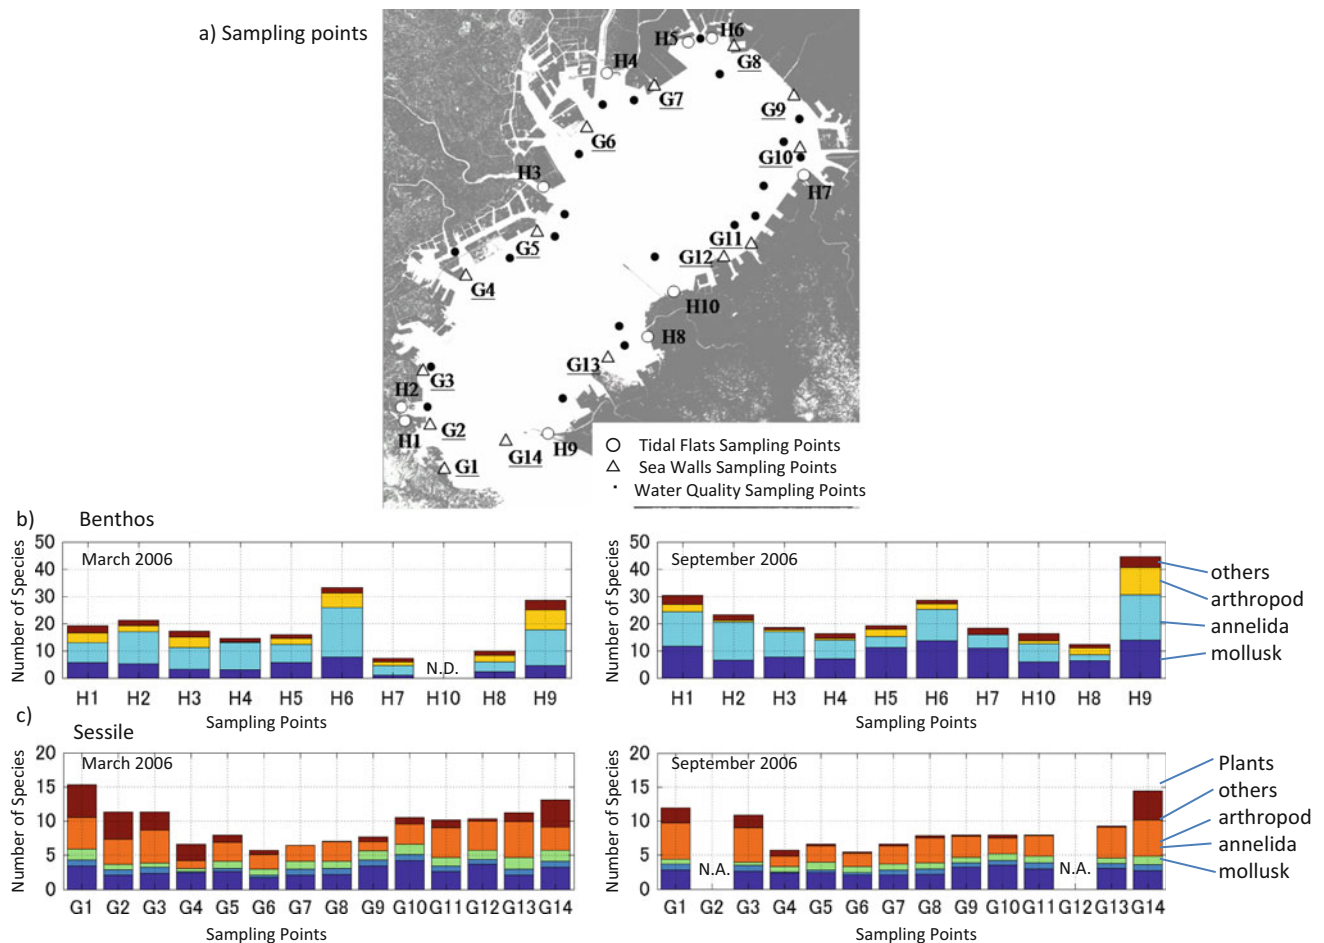 a) Sampling points
H5
H6
G8
H4
G7
G9
G6
G10
H3
H7
G5
G11
G12
G4
H10
H8
G13
G3
H2
H1
G2
G14
H9
G1
Tidal Flats Sampling Points
Sea Walls Sampling Points
Water Quality Sampling Points
b) Benthos
Number of Species
50
40
30
20
10
0
March 2006
N.D.
H1 H2 H3 H4 H5 H6 H7 H10 H8 H9
Sampling Points
Number of Species
50
40
30
20
10
0
September 2006
H1 H2 H3 H4 H5 H6 H7 H10 H8 H9
Sampling Points
others
arthropod
annelida
mollusk
c) Sessile
Number of Species
20
15
10
5
0
March 2006
G1 G2 G3 G4 G5 G6 G7 G8 G9 G10 G11 G12 G13 G14
Sampling Points
Number of Species
20
15
10
5
0
September 2006
N.A.
N.A.
G1 G2 G3 G4 G5 G6 G7 G8 G9 G10 G11 G12 G13 G14
Sampling Points
Plants
others
arthropod
annelida
mollusk